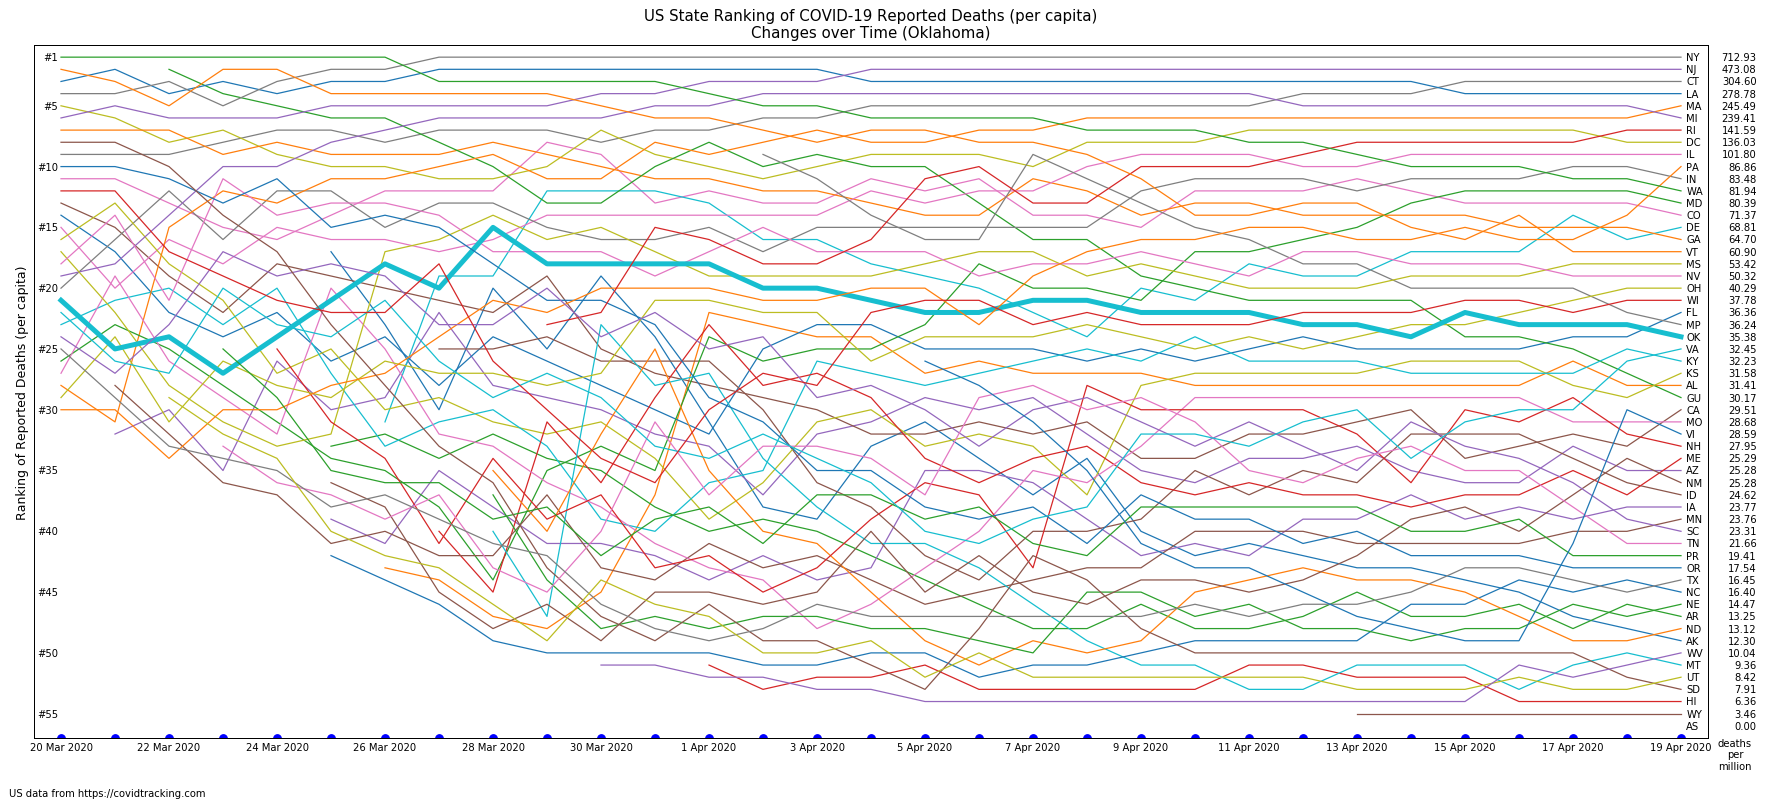 US State Ranking of COVID-19 Reported Deaths (per capita)
Changes over Time (Oklahoma)
Ranking of Reported Deaths (per capita)
#1
#5
#10
#15
#20
#25
#30
#35
#40
#45
#50
#55
NY 712.93
NJ 473.08
CT 304.60
LA 278.78
MA 245.49
MI 239.41
RI 141.59
DC 136.03
IL 101.80
PA 86.86
IN 83.48
WA 81.94
MD 80.39
CO 71.37
DE 68.81
GA 64.70
VT 60.90
MS 53.42
NV 50.32
OH 40.29
WI 37.78
FL 36.36
MP 36.24
OK 35.38
VA 32.45
KY 32.23
KS 31.58
AL 31.41
GU 30.17
CA 29.51
MO 28.68
VI 28.59
NH 27.95
ME 25.29
AZ 25.28
NM 25.28
ID 24.62
IA 23.77
MN 23.76
SC 23.31
TN 21.66
PR 19.41
OR 17.54
TX 16.45
NC 16.40
NE 14.47
AR 13.25
ND 13.12
AK 12.30
WV 10.04
MT 9.36
UT 8.42
SD 7.91
HI 6.36
WY 3.46
AS 0.00
20 Mar 2020 22 Mar 2020 24 Mar 2020 26 Mar 2020 28 Mar 2020 30 Mar 2020 1 Apr 2020 3 Apr 2020 5 Apr 2020 7 Apr 2020 9 Apr 2020 11 Apr 2020 13 Apr 2020 15 Apr 2020 17 Apr 2020 19 Apr 2020
deaths
per
million
US data from https://covidtracking.com